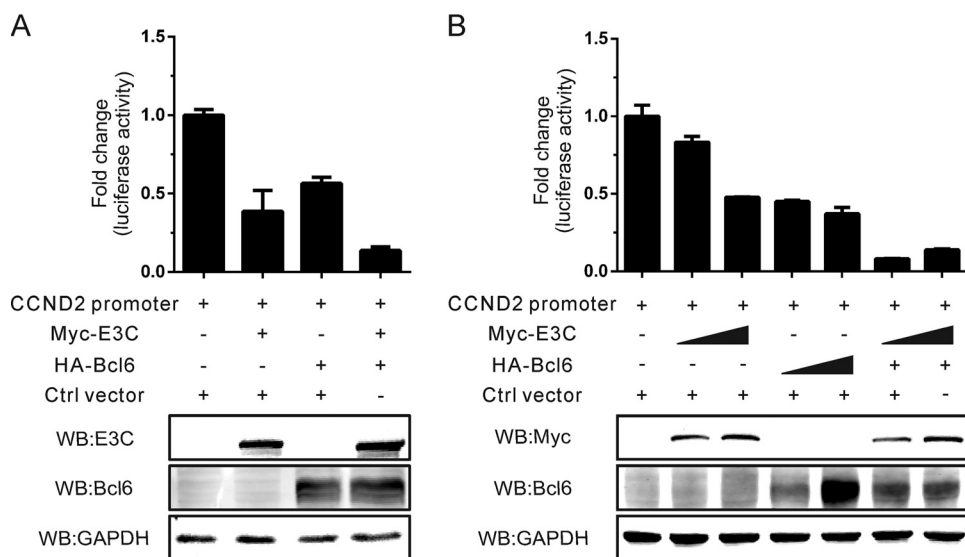 A
Fold change
(luciferase activity)
1.5
1.0
0.5
0.0
CCND2 promoter + + + +
Myc-E3C - + - +
HA-Bcl6 - - + +
Ctrl vector + + + -
WB:E3C
WB:Bcl6
WB:GAPDH
B
Fold change
(luciferase activity)
1.5
1.0
0.5
0.0
CCND2 promoter + + + + + + +
Myc-E3C - - -
HA-Bcl6 - - - + +
Ctrl vector + + + + + + -
WB:Myc
WB:Bcl6
WB:GAPDH